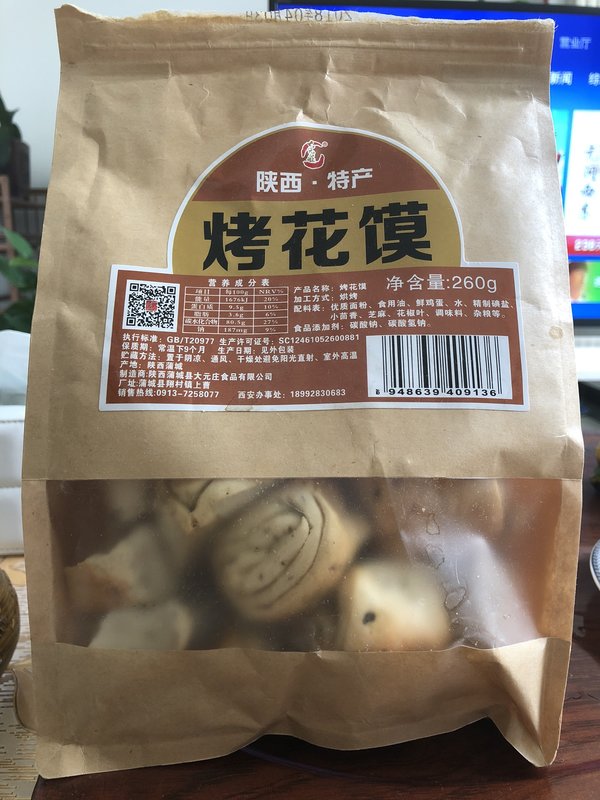 营业厅
新闻
综
陕西·特产
烤花馍
营养成分表
项目 每100g NRV%
能量 1676kJ 20%
蛋白质 9.5g 16%
脂肪 3.6g 6%
碳水化合物 80.5g 27%
钠 187mg 9%
产品名称：烤花馍
净含量:260g
加工方式：烘烤
配料表：优质面粉、食用油、鲜鸡蛋、水、精制碘盐、
小茴香、芝麻、花椒叶、调味料、杂粮等。
食品添加剂：碳酸钠、碳酸氢钠。
执行标准：GB/T20977 生产许可证号：SC12461052600881
保质期：常温下9个月 生产日期：见外包装
贮藏方法：置于阴凉、通风、干燥处避免阳光直射、室外高温
产地：陕西蒲城
制造商:陕西蒲城县大元庄食品有限公司
厂址:蒲城县翔村镇上曹
销售热线:0913-7258077 西安办事处：18992830683
6 948639 409136